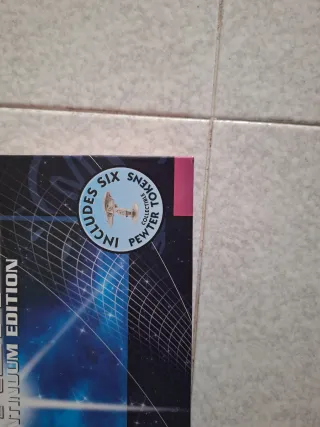 INCLUDES SIX
COLLECTIBLE
PEWTER TOKENS
EDITION